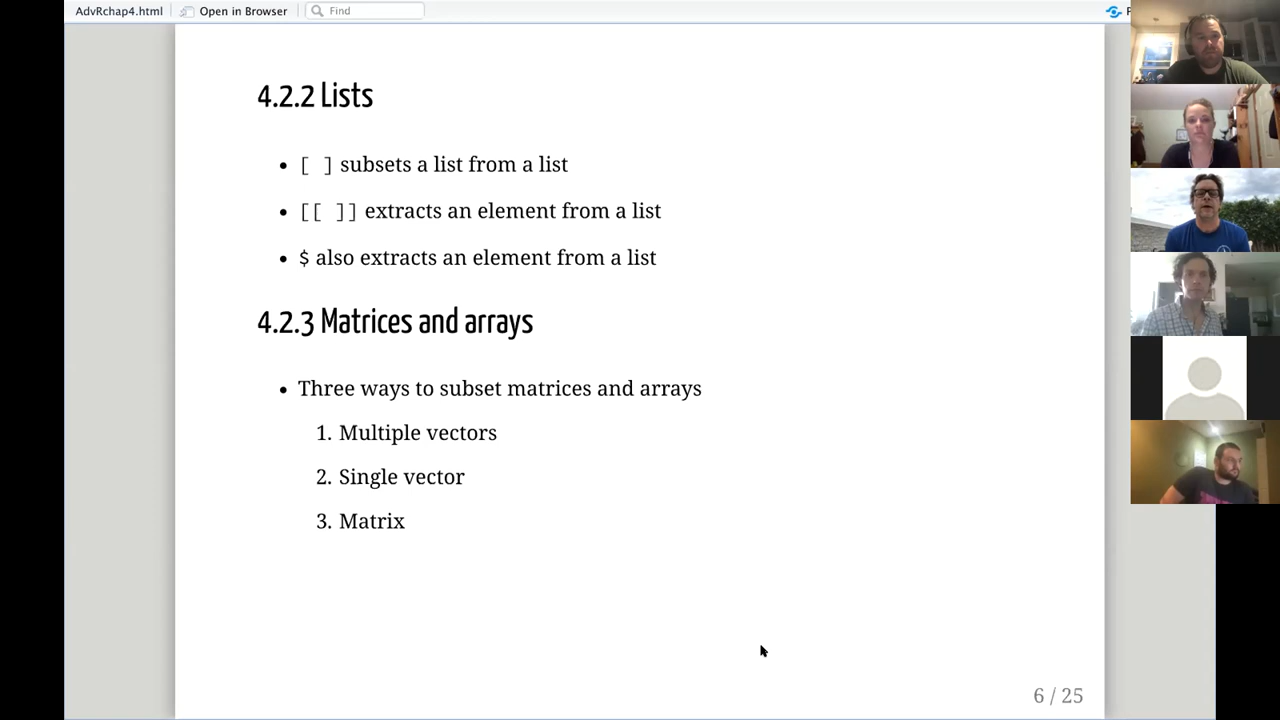 AdvRchap4.html
Open in Browser
Find
4.2.2 Lists
• [ ] subsets a list from a list
• [[ ]] extracts an element from a list
• $ also extracts an element from a list
4.2.3 Matrices and arrays
• Three ways to subset matrices and arrays
1. Multiple vectors
2. Single vector
3. Matrix
6 / 25